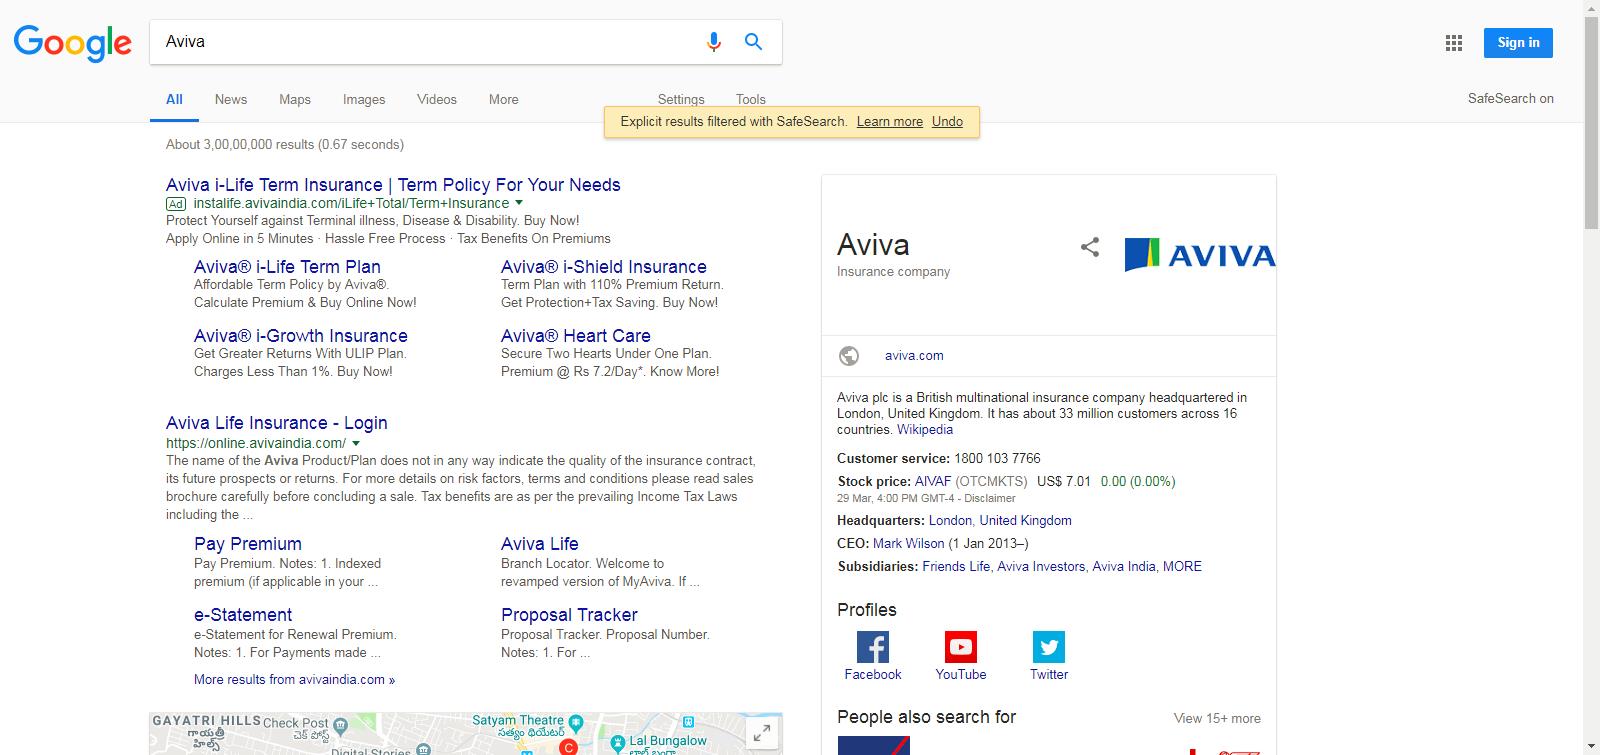 Google
Aviva
Sign in
All News Maps Images Videos More Settings Tools
SafeSearch on
Explicit results filtered with SafeSearch. Learn more Undo
About 3,00,00,000 results (0.67 seconds)
Aviva i-Life Term Insurance | Term Policy For Your Needs
Ad instalife.avivaindia.com/iLife+Total/Term+Insurance
Protect Yourself against Terminal illness, Disease & Disability. Buy Now!
Apply Online in 5 Minutes · Hassle Free Process · Tax Benefits On Premiums
Aviva® i-Life Term Plan
Affordable Term Policy by Aviva®.
Calculate Premium & Buy Online Now!
Aviva® i-Shield Insurance
Term Plan with 110% Premium Return.
Get Protection+Tax Saving. Buy Now!
Aviva® i-Growth Insurance
Get Greater Returns With ULIP Plan.
Charges Less Than 1%. Buy Now!
Aviva® Heart Care
Secure Two Hearts Under One Plan.
Premium @ Rs 7.2/Day*. Know More!
Aviva Life Insurance - Login
https://online.avivaindia.com/
The name of the Aviva Product/Plan does not in any way indicate the quality of the insurance contract,
its future prospects or returns. For more details on risk factors, terms and conditions please read sales
brochure carefully before concluding a sale. Tax benefits are as per the prevailing Income Tax Laws
including the ...
Pay Premium
Pay Premium. Notes: 1. Indexed
premium (if applicable in your ...
Aviva Life
Branch Locator. Welcome to
revamped version of MyAviva. If ...
e-Statement
e-Statement for Renewal Premium.
Notes: 1. For Payments made ...
Proposal Tracker
Proposal Tracker. Proposal Number.
Notes: 1. For ...
More results from avivaindia.com »
GAYATRI HILLS
గాయత్రీ
హిల్స్
Check Post
చెక్ పోస్ట్
Digital Stories
Satyam Theatre
సత్యం థియేటర్
C
Lal Bungalow
Aviva
Insurance company
AVIVA
aviva.com
Aviva plc is a British multinational insurance company headquartered in
London, United Kingdom. It has about 33 million customers across 16
countries. Wikipedia
Customer service: 1800 103 7766
Stock price: AIVAF (OTCMKTS) US$ 7.01 0.00 (0.00%)
29 Mar, 4:00 PM GMT-4 - Disclaimer
Headquarters: London, United Kingdom
CEO: Mark Wilson (1 Jan 2013–)
Subsidiaries: Friends Life, Aviva Investors, Aviva India, MORE
Profiles
Facebook YouTube Twitter
People also search for
View 15+ more